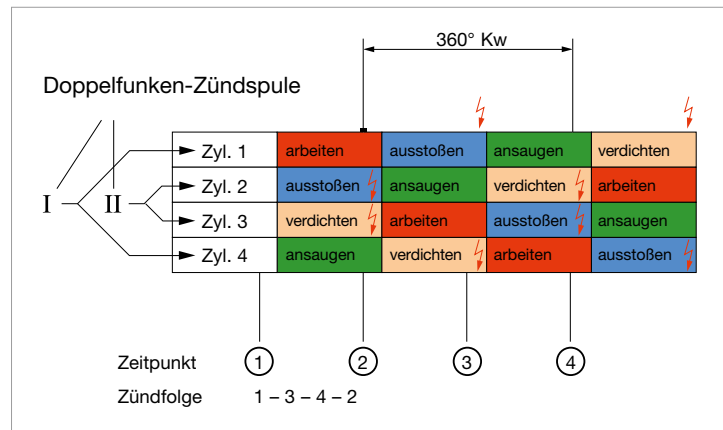 360° Kw
Doppelfunken-Zündspule
Zyl. 1 arbeiten ausstoßen ansaugen verdichten
Zyl. 2 ausstoßen ansaugen verdichten arbeiten
I II
Zyl. 3 verdichten arbeiten ausstoßen ansaugen
Zyl. 4 ansaugen verdichten arbeiten ausstoßen
Zeitpunkt 1 2 3 4
Zündfolge 1 – 3 – 4 – 2